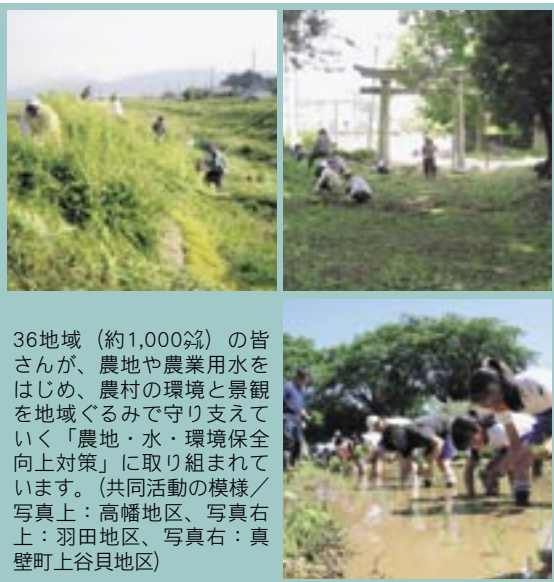 36地域（約1,000㌶）の皆
さんが、農地や農業用水を
はじめ、農村の環境と景観
を地域ぐるみで守り支えて
いく「農地・水・環境保全
向上対策」に取り組まれて
います。（共同活動の模様／
写真上：高幡地区、写真右
上：羽田地区、写真右：真
壁町上谷貝地区）